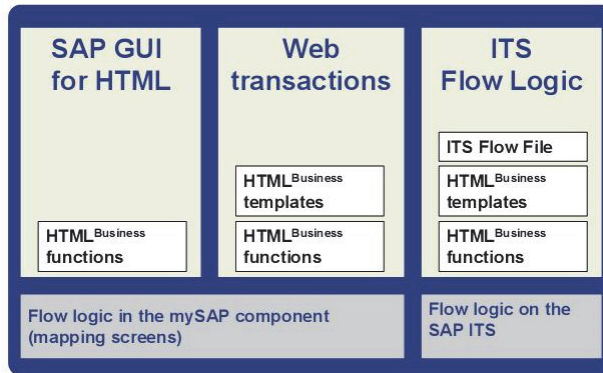 SAP GUI
for HTML
HTMLBusiness
functions
Web
transactions
HTMLBusiness
templates
HTMLBusiness
functions
ITS
Flow Logic
ITS Flow File
HTMLBusiness
templates
HTMLBusiness
functions
Flow logic in the mySAP component
(mapping screens)
Flow logic on the
SAP ITS